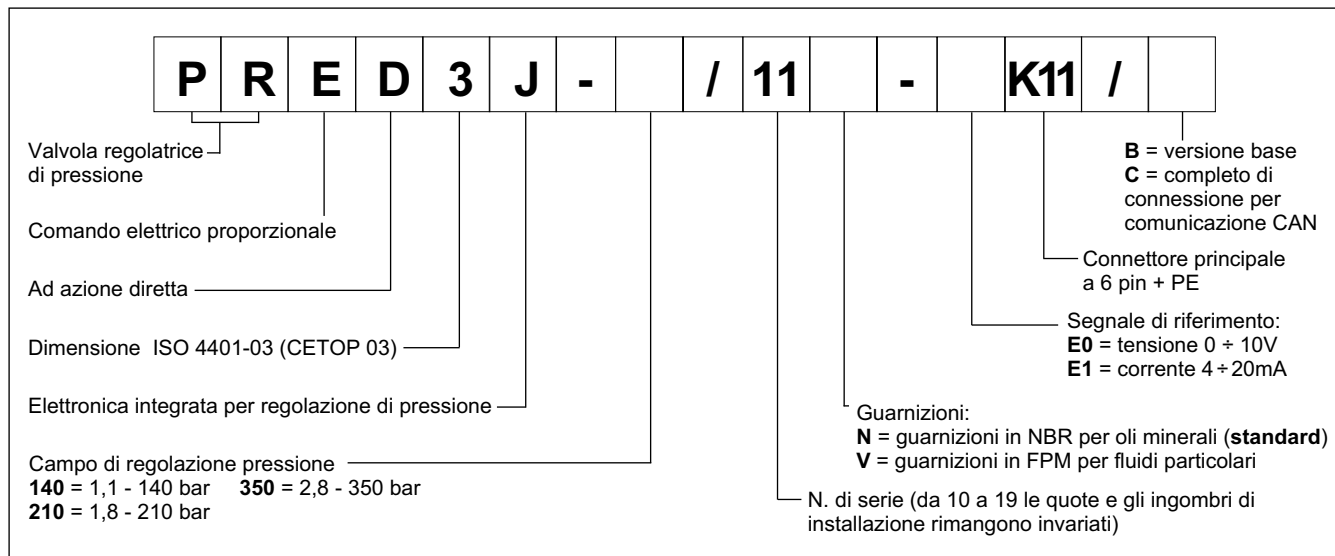 P R E D 3 J - / 11 - K11 /
Valvola regolatrice
di pressione
Comando elettrico proporzionale
Ad azione diretta
Dimensione ISO 4401-03 (CETOP 03)
Elettronica integrata per regolazione di pressione
Campo di regolazione pressione
140 = 1,1 - 140 bar 350 = 2,8 - 350 bar
210 = 1,8 - 210 bar
B = versione base
C = completo di
connessione per
comunicazione CAN
Connettore principale
a 6 pin + PE
Segnale di riferimento:
E0 = tensione 0 ÷ 10V
E1 = corrente 4 ÷ 20mA
Guarnizioni:
N = guarnizioni in NBR per oli minerali (standard)
V = guarnizioni in FPM per fluidi particolari
N. di serie (da 10 a 19 le quote e gli ingombri di
installazione rimangono invariati)